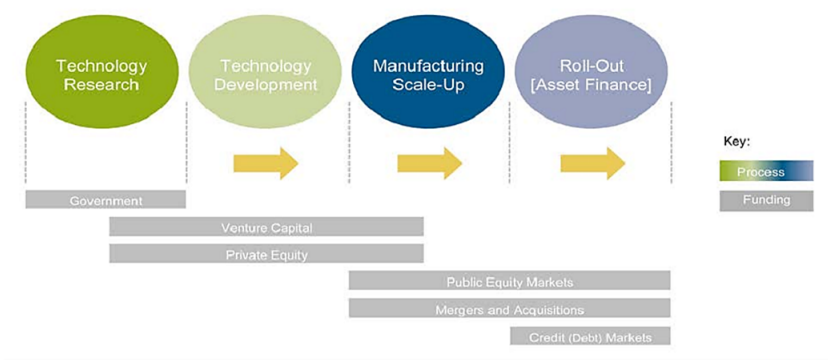 Technology
Research
Technology
Development
Manufacturing
Scale-Up
Roll-Out
[Asset Finance]
Key:
Process
Funding
Government
Venture Capital
Private Equity
Public Equity Markets
Mergers and Acquisitions
Credit (Debt) Markets